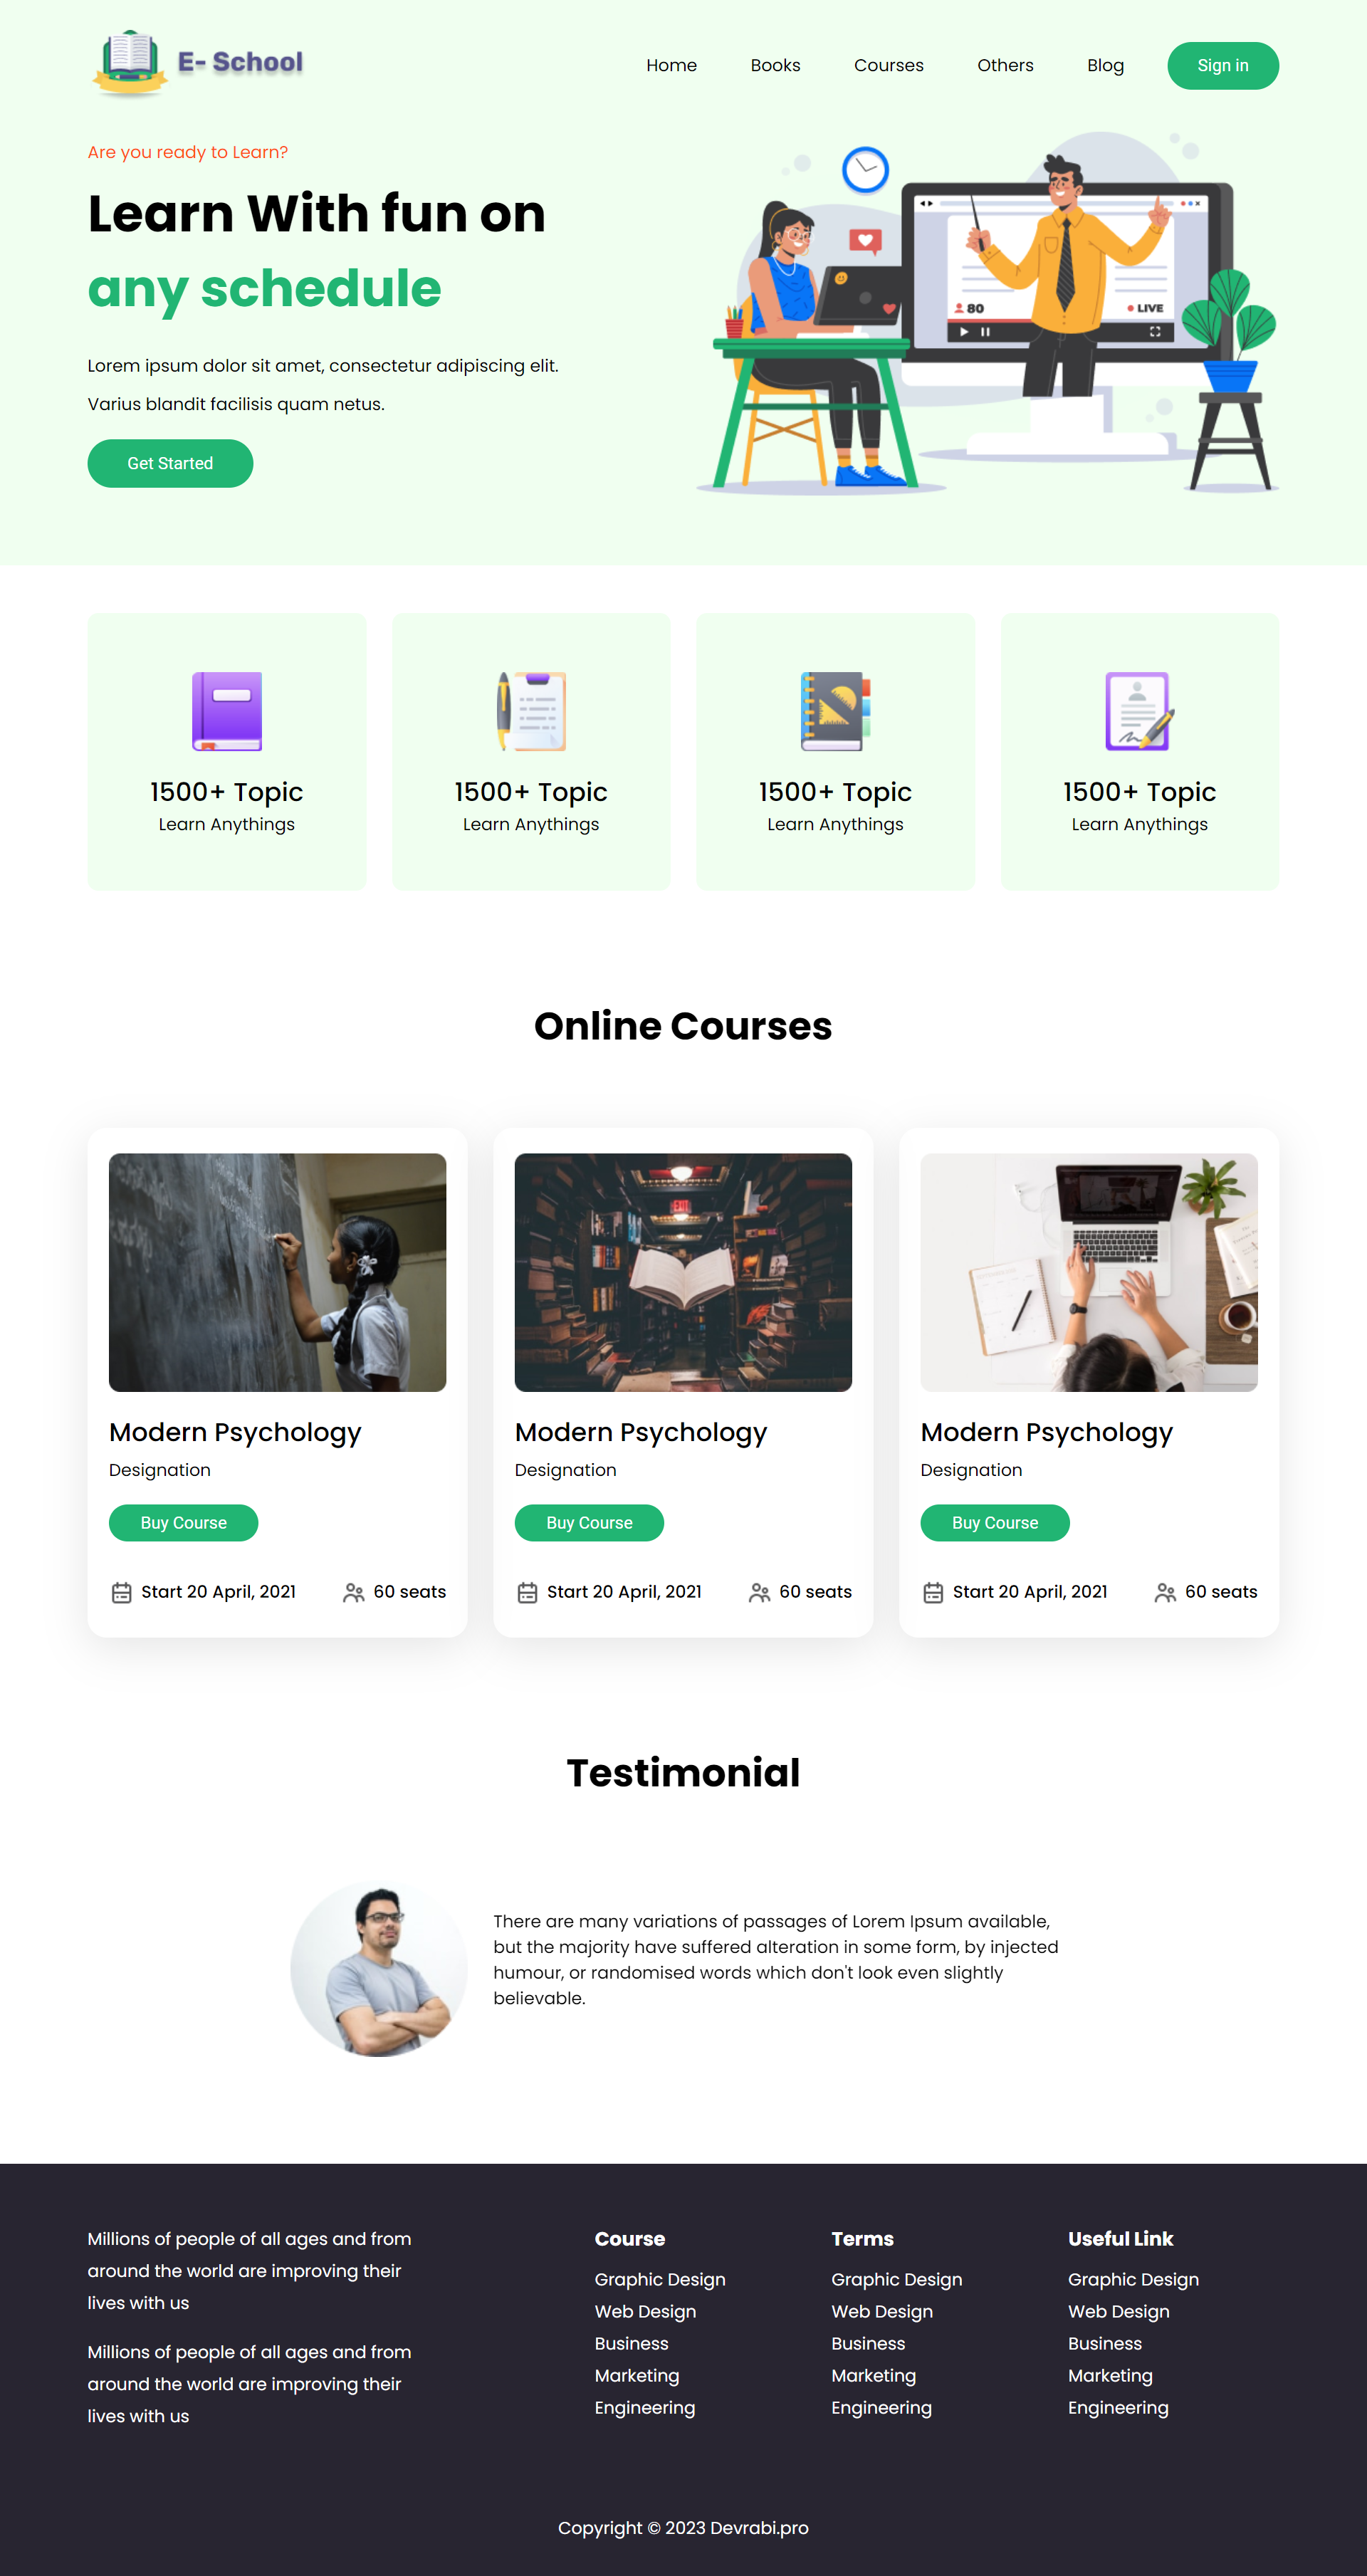 E- School
Home Books Courses Others Blog Sign in
Are you ready to Learn?
Learn With fun on
any schedule
Lorem ipsum dolor sit amet, consectetur adipiscing elit.
Varius blandit facilisis quam netus.
Get Started
80
LIVE
1500+ Topic
Learn Anythings
1500+ Topic
Learn Anythings
1500+ Topic
Learn Anythings
1500+ Topic
Learn Anythings
Online Courses
EXIT
Modern Psychology
Designation
Buy Course
Start 20 April, 2021 60 seats
Modern Psychology
Designation
Buy Course
Start 20 April, 2021 60 seats
Modern Psychology
Designation
Buy Course
Start 20 April, 2021 60 seats
Testimonial
There are many variations of passages of Lorem Ipsum available,
but the majority have suffered alteration in some form, by injected
humour, or randomised words which don't look even slightly
believable.
Millions of people of all ages and from
around the world are improving their
lives with us
Millions of people of all ages and from
around the world are improving their
lives with us
Course
Graphic Design
Web Design
Business
Marketing
Engineering
Terms
Graphic Design
Web Design
Business
Marketing
Engineering
Useful Link
Graphic Design
Web Design
Business
Marketing
Engineering
Copyright © 2023 Devrabi.pro